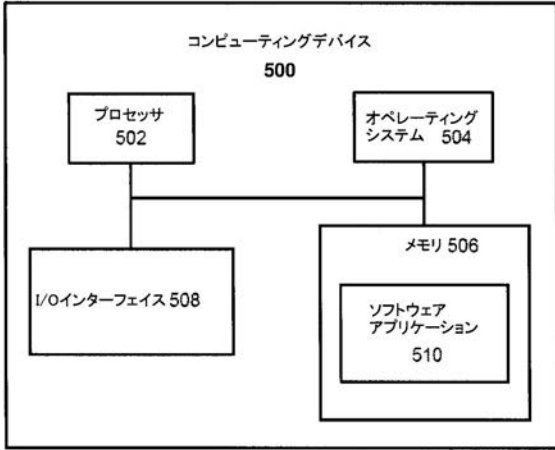 コンピューティングデバイス
500
プロセッサ
502
オペレーティング
システム 504
I/Oインターフェイス 508
メモリ 506
ソフトウェア
アプリケーション
510